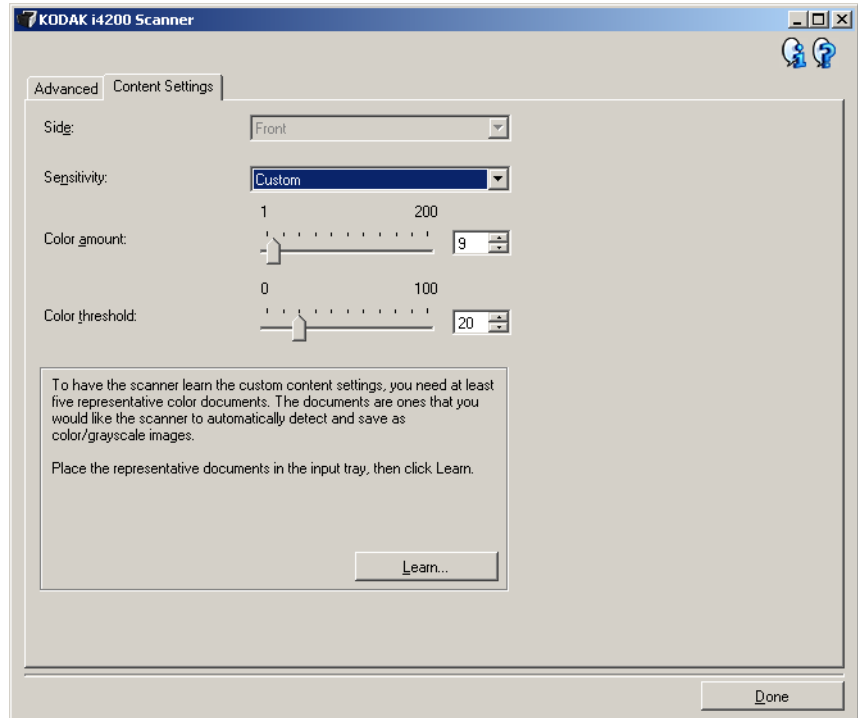 KODAK i4200 Scanner
Advanced Content Settings
Side: Front
Sensitivity: Custom
1 200
Color amount: 9
0 100
Color threshold: 20
To have the scanner learn the custom content settings, you need at least
five representative color documents. The documents are ones that you
would like the scanner to automatically detect and save as
color/grayscale images.
Place the representative documents in the input tray, then click Learn.
Learn...
Done